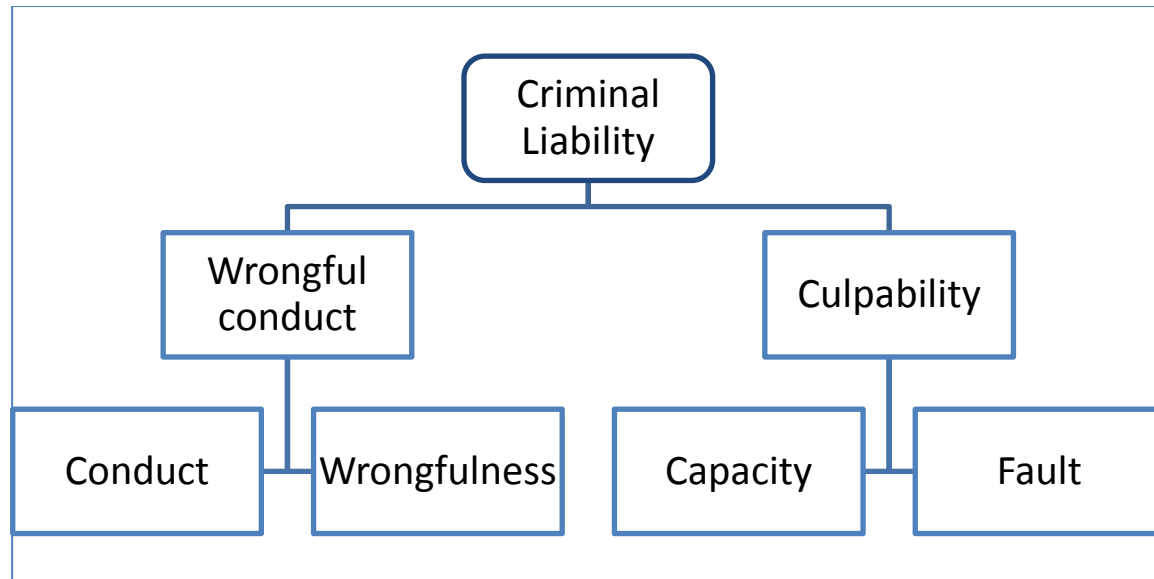 Criminal
Liability
Wrongful
conduct
Culpability
Conduct
Wrongfulness
Capacity
Fault